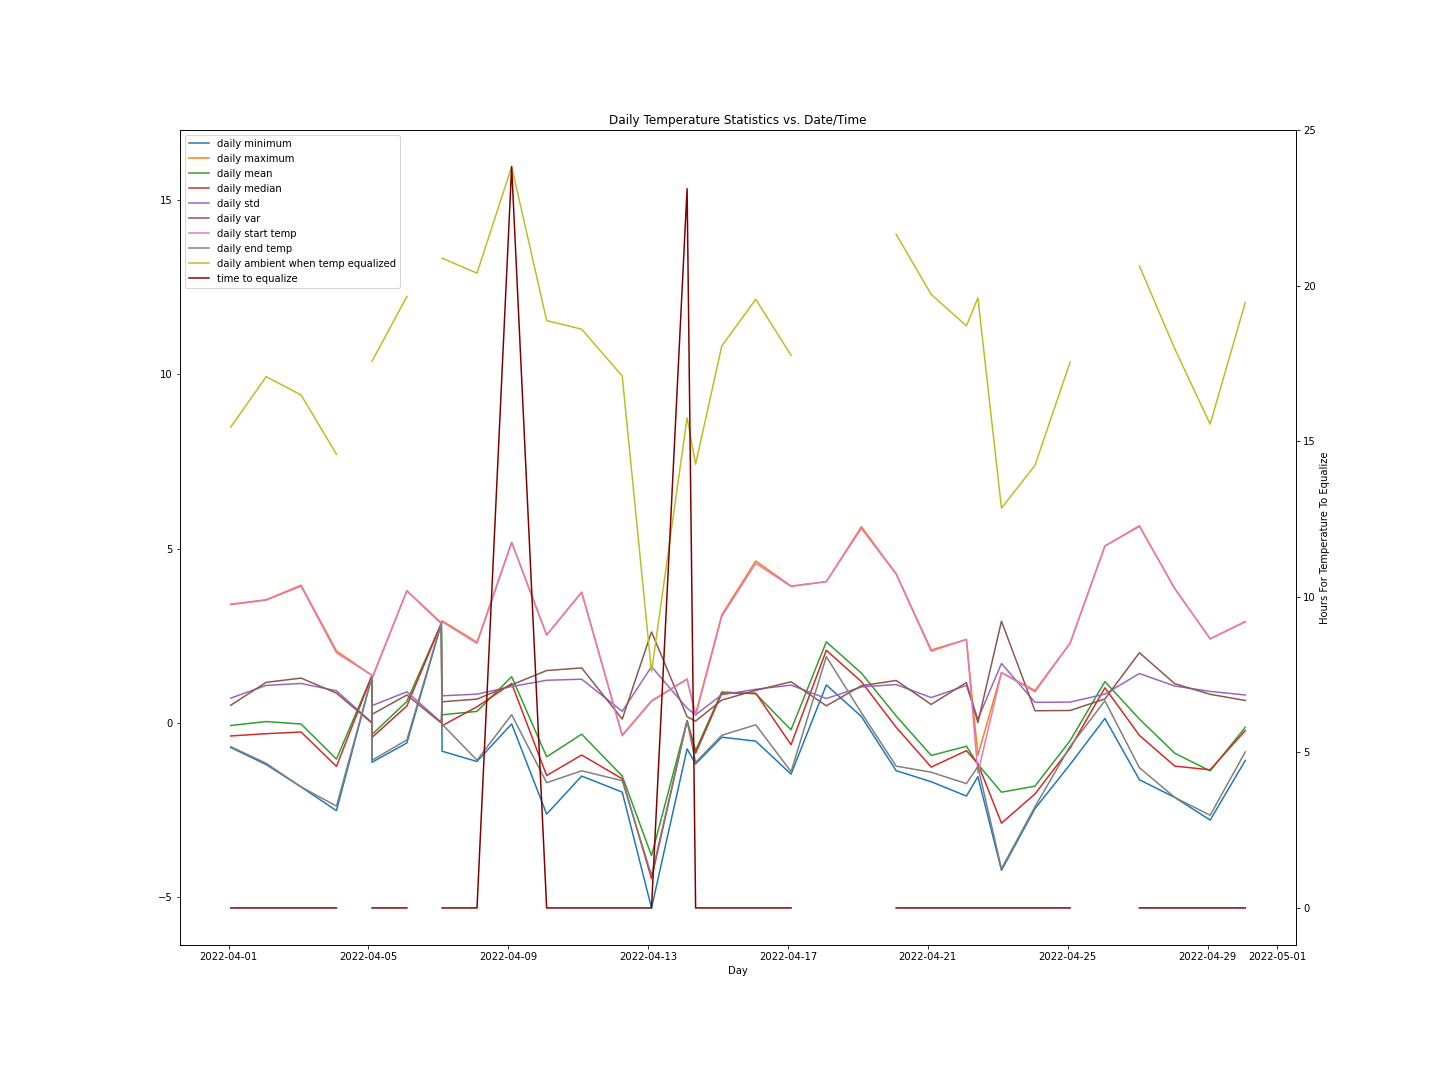 Daily Temperature Statistics vs. Date/Time
daily minimum
daily maximum
daily mean
daily median
daily std
daily var
daily start temp
daily end temp
daily ambient when temp equalized
time to equalize
15
10
5
0
−5
25
20
15
10
5
0
Hours For Temperature To Equalize
2022-04-01 2022-04-05 2022-04-09 2022-04-13 2022-04-17 2022-04-21 2022-04-25 2022-04-29 2022-05-01
Day